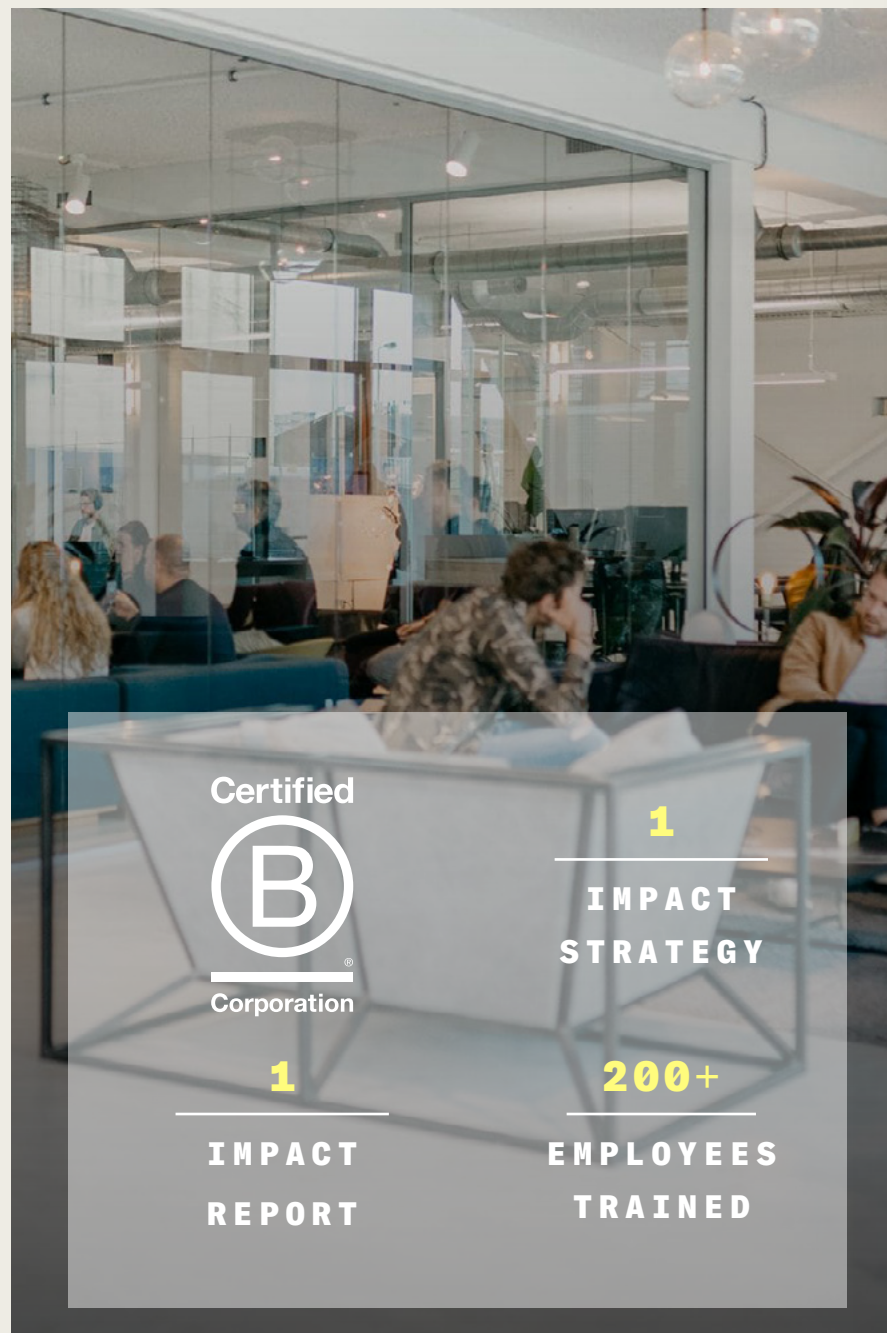 Certified
B
®
Corporation
1
IMPACT
STRATEGY
1
IMPACT
REPORT
200+
EMPLOYEES
TRAINED